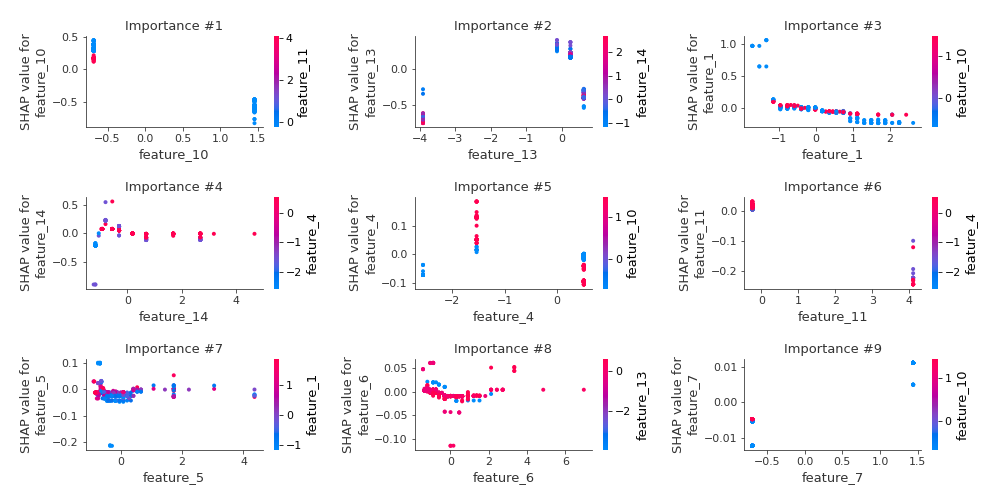 Importance #1
SHAP value for
feature_10
0.5
0.0
−0.5
−0.5
0.0
0.5
1.0
1.5
feature_10
4
2
0
feature_11
Importance #2
SHAP value for
feature_13
0.0
−0.5
−4
−3
−2
−1
0
feature_13
2
1
0
−1
feature_14
Importance #3
SHAP value for
feature_1
1.0
0.5
0.0
−1
0
1
2
feature_1
1
0
feature_10
Importance #4
SHAP value for
feature_14
0.5
0.0
−0.5
0
2
4
feature_14
0
−1
−2
feature_4
Importance #5
SHAP value for
feature_4
0.1
0.0
−0.1
−2
−1
0
feature_4
1
0
feature_10
Importance #6
SHAP value for
feature_11
0.0
−0.1
−0.2
0
1
2
3
4
feature_11
0
−1
−2
feature_4
Importance #7
SHAP value for
feature_5
0.1
0.0
−0.1
−0.2
0
2
4
feature_5
1
0
−1
feature_1
Importance #8
SHAP value for
feature_6
0.05
0.00
−0.05
−0.10
0
2
4
6
feature_6
0
−2
feature_13
Importance #9
SHAP value for
feature_7
0.01
0.00
−0.01
−0.5
0.0
0.5
1.0
1.5
feature_7
1
0
feature_10